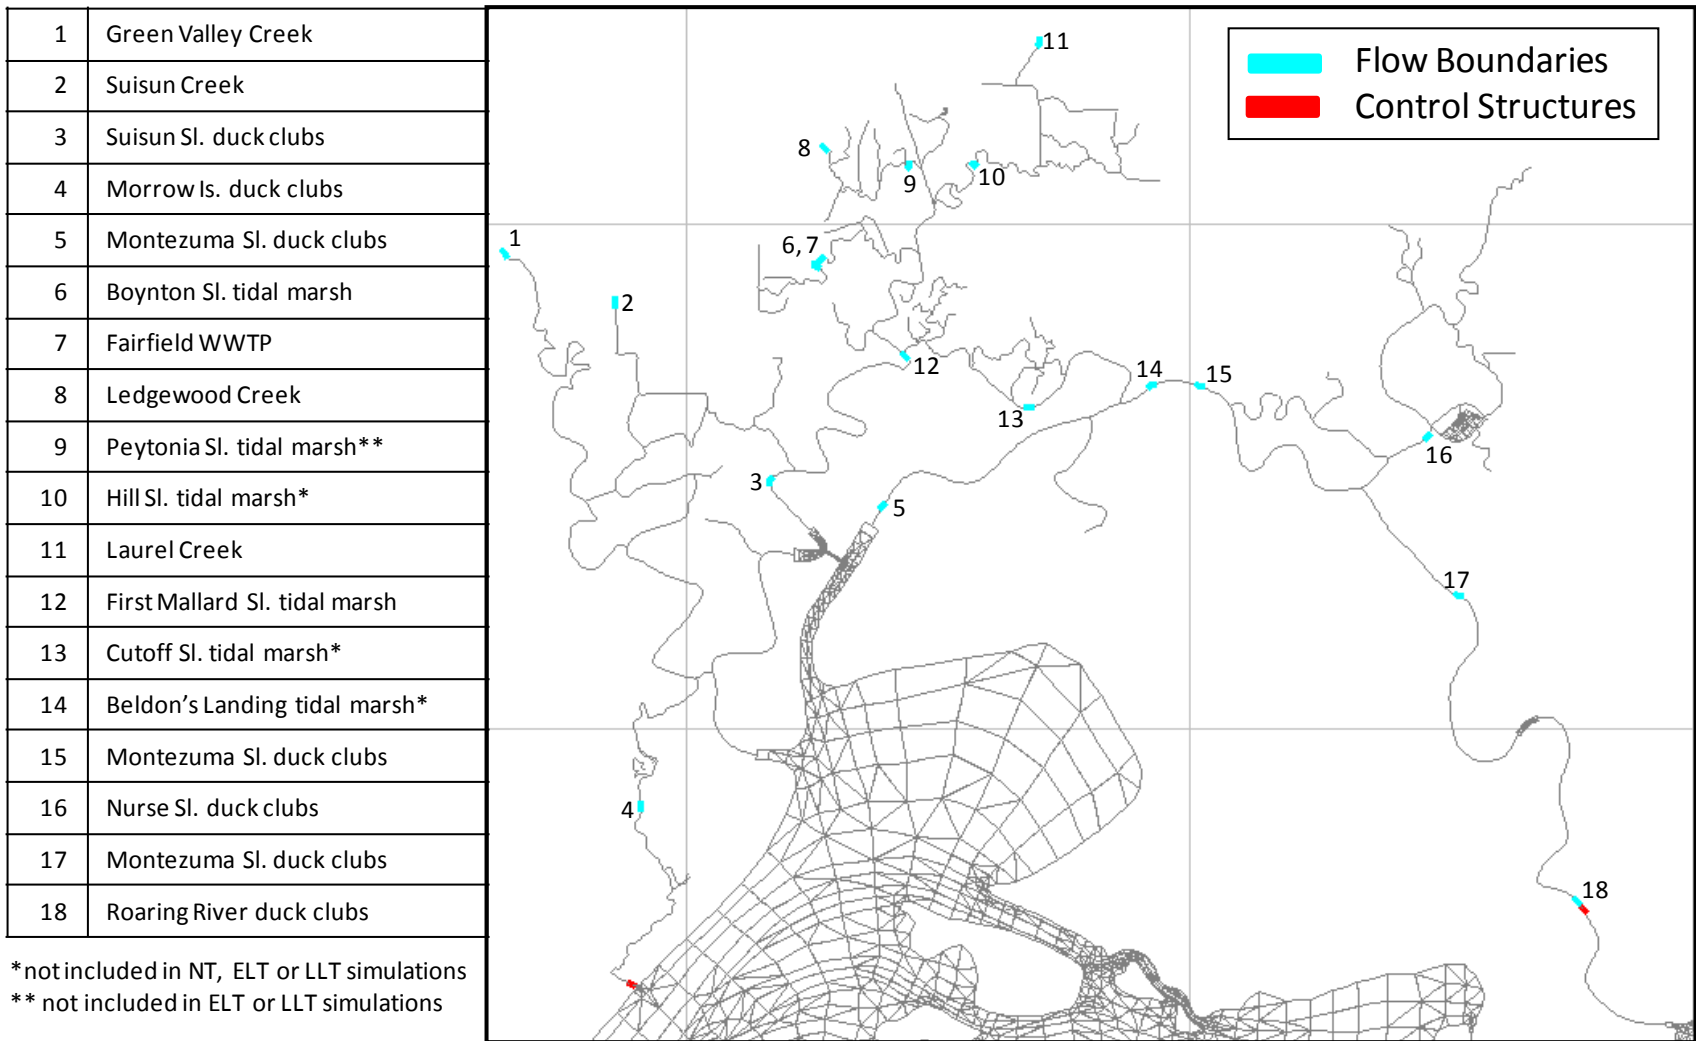 1 Green Valley Creek
2 Suisun Creek
3 Suisun Sl. duck clubs
4 Morrow Is. duck clubs
5 Montezuma Sl. duck clubs
6 Boynton Sl. tidal marsh
7 Fairfield WWTP
8 Ledgewood Creek
9 Peytonia Sl. tidal marsh**
10 Hill Sl. tidal marsh*
11 Laurel Creek
12 First Mallard Sl. tidal marsh
13 Cutoff Sl. tidal marsh*
14 Beldon's Landing tidal marsh*
15 Montezuma Sl. duck clubs
16 Nurse Sl. duck clubs
17 Montezuma Sl. duck clubs
18 Roaring River duck clubs
*not included in NT, ELT or LLT simulations
** not included in ELT or LLT simulations
Flow Boundaries
Control Structures
11
8
9
10
1
6, 7
2
12
14
15
13
16
3
5
17
4
18